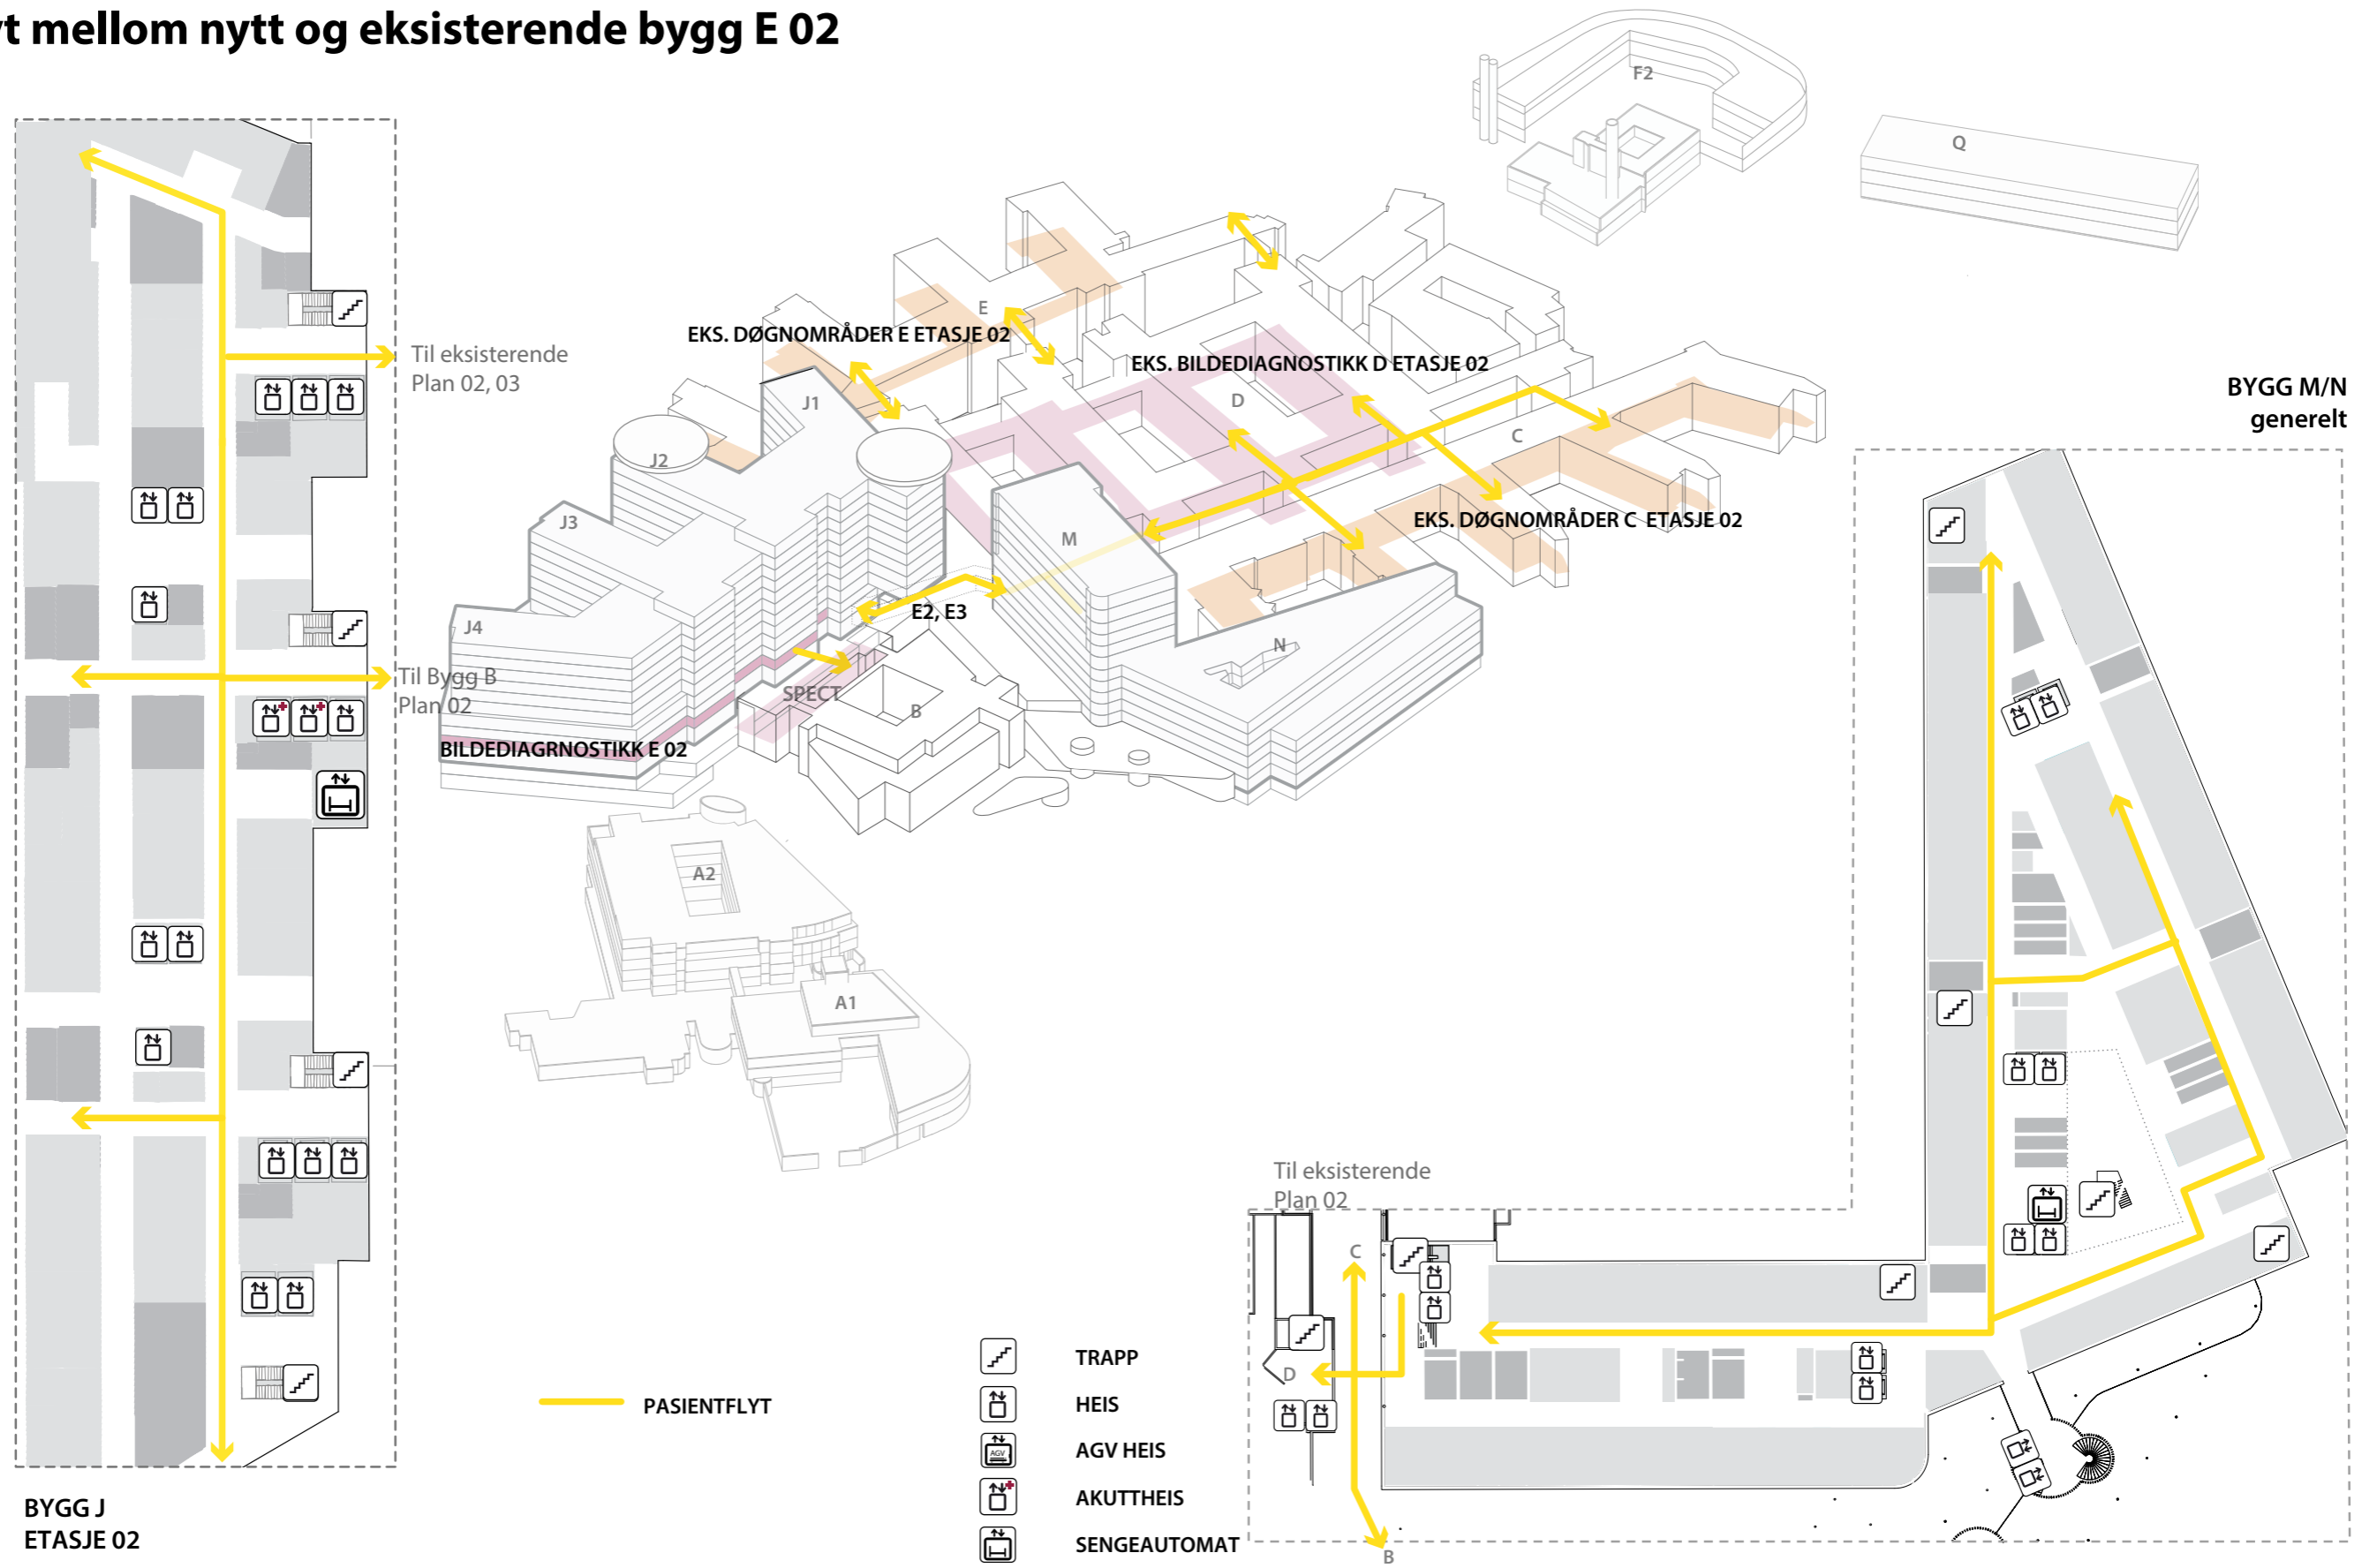 t mellom nytt og eksisterende bygg E 02
F2
Q
E
EKS. DØGNOMRÅDER E ETASJE 02
Til eksisterende
Plan 02, 03
EKS. BILDEDIAGNOSTIKK D ETASJE 02
BYGG M/N
generelt
J1
D
C
J2
J3
EKS. DØGNOMRÅDER C ETASJE 02
M
E2, E3
J4
N
Til Bygg B
Plan 02
SPECT
B
BILDEDIAGRNOSTIKK E 02
A2
A1
Til eksisterende
Plan 02
C
D
B
PASIENTFLYT
TRAPP
HEIS
AGV
AGV HEIS
AKUTTHEIS
SENGEAUTOMAT
BYGG J
ETASJE 02